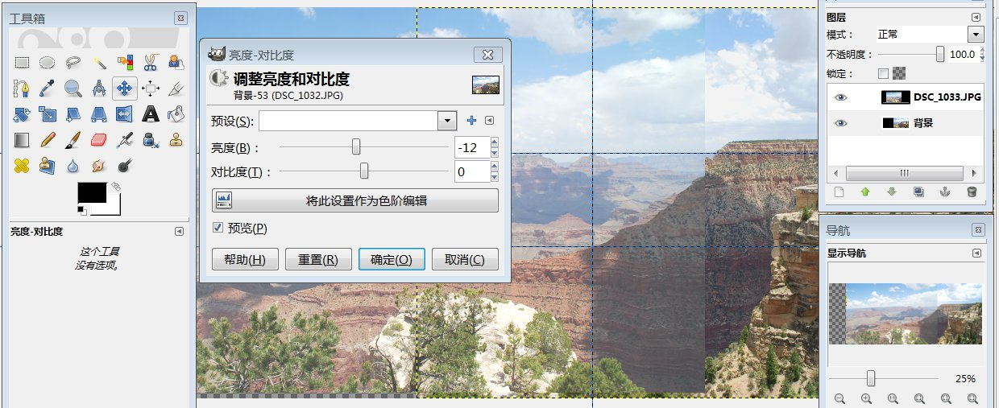 工具箱
亮度-对比度
这个工具
没有选项。
亮度-对比度
调整亮度和对比度
背景-53 (DSC_1032.JPG)
预设(S):
亮度(B)：
-12
对比度(T)：
0
将此设置作为色阶编辑
预览(P)
帮助(H)
重置(R)
确定(O)
取消(C)
图层
模式：
正常
不透明度：
100.0
锁定：
DSC_1033.JPG
背景
导航
显示导航
25%